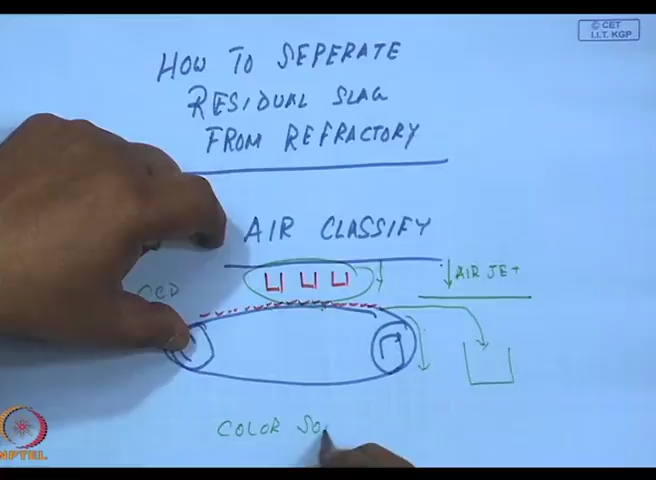 © CET
I.I.T. KGP
HOW TO SEPERATE
RESIDUAL SLAG
FROM REFRACTORY
AIR CLASSIFY
AIR JET
COLOR SO
NPTEL